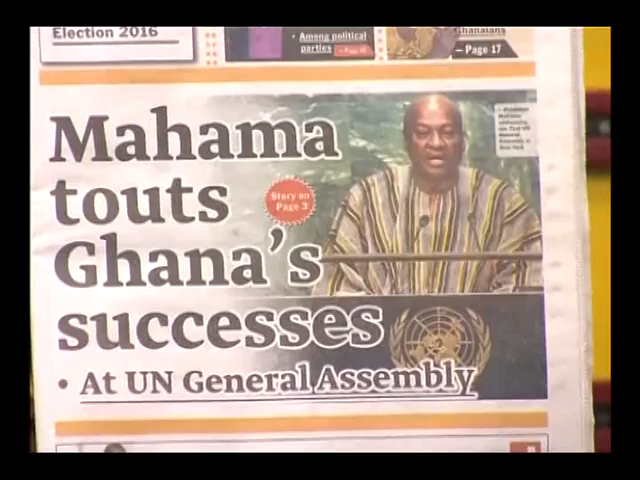 Election 2016
• Among political
parties
Ghanaians
– Page 17
Mahama
touts
Ghana's
successes
Story on
Page 3
• At UN General Assembly